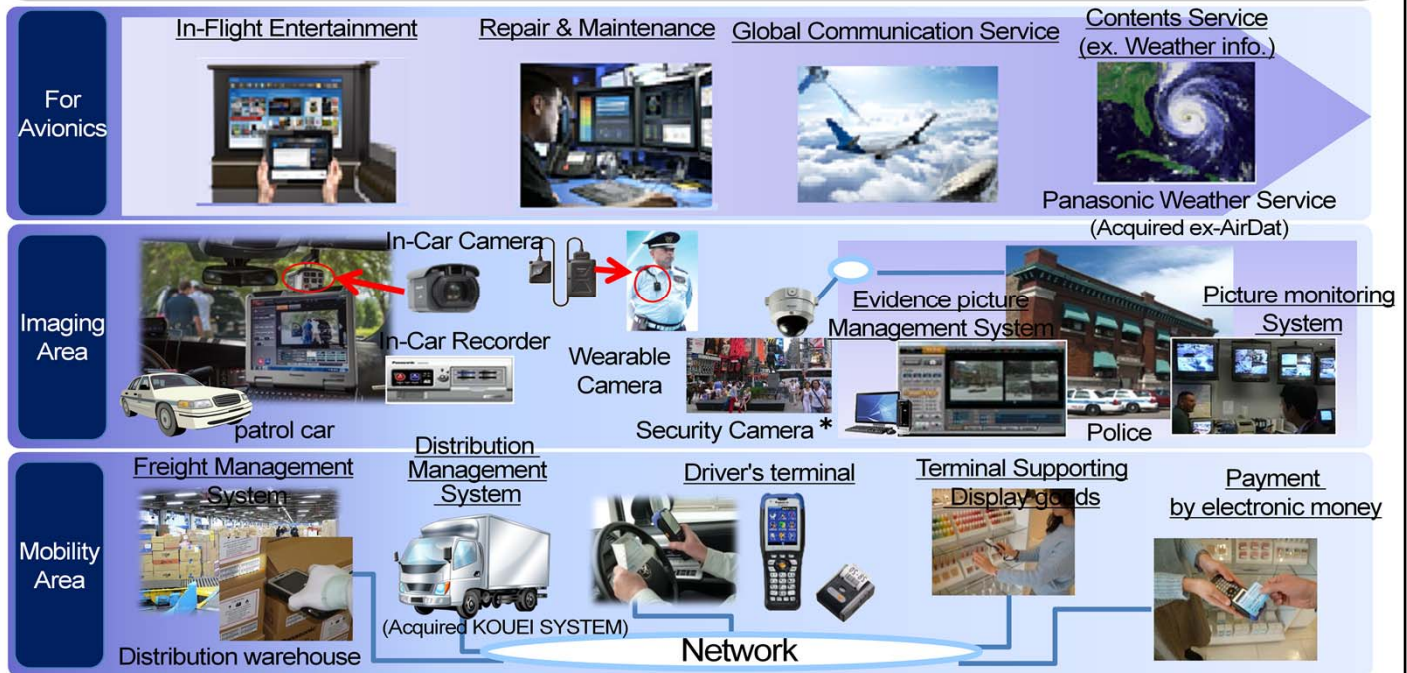 In-Flight Entertainment
Repair & Maintenance
Global Communication Service
Contents Service
(ex. Weather info.)
For
Avionics
Panasonic Weather Service
(Acquired ex-AirDat)
In-Car Camera
Imaging
Area
In-Car Recorder
Wearable
Camera
Evidence picture
Management System
Picture monitoring
System
patrol car
Security Camera *
Police
Freight Management
System
Distribution
Management
System
Driver's terminal
Terminal Supporting
Display goods
Payment
by electronic money
Mobility
Area
(Acquired KOUEI SYSTEM)
Distribution warehouse
Network